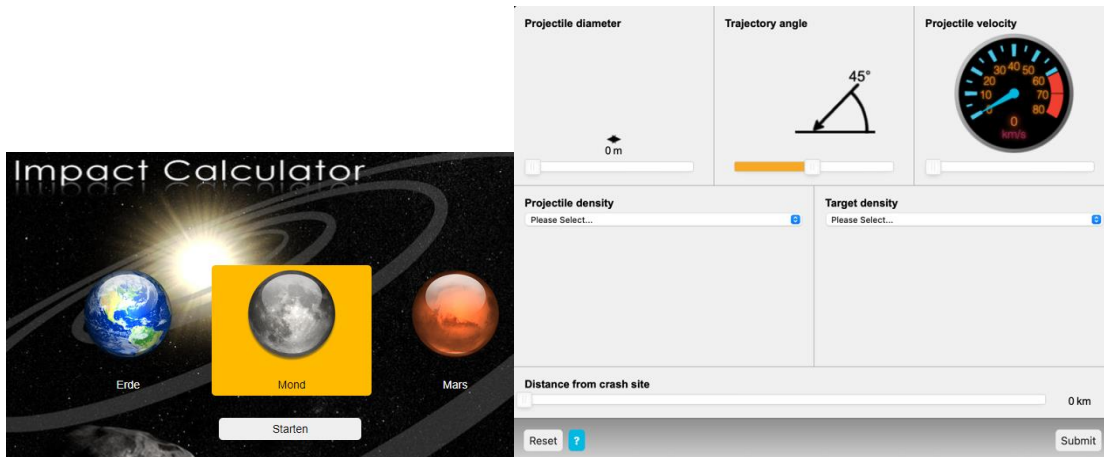 Impact Calculator
Erde
Mond
Mars
Starten
Projectile diameter
0 m
Trajectory angle
45°
Projectile velocity
0 10 20 30 40 50 60 70 80
0
km/s
Projectile density
Please Select...
Target density
Please Select...
Distance from crash site
0 km
Reset
?
Submit